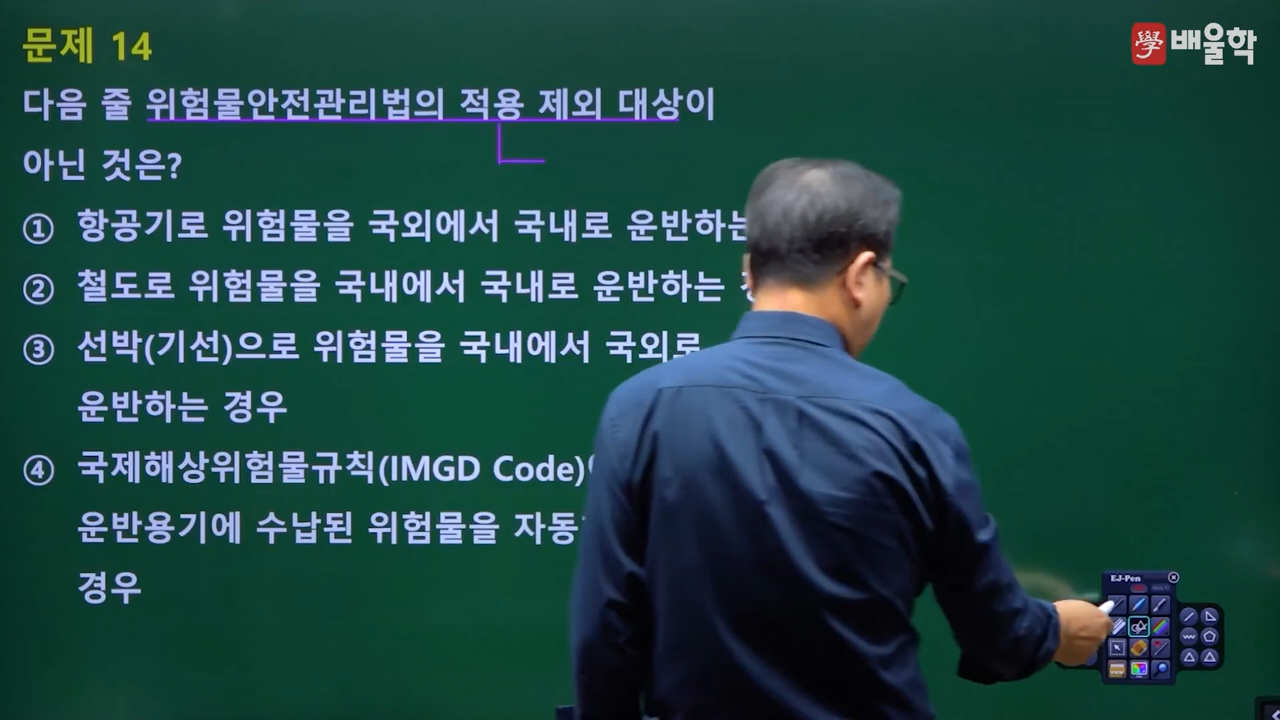 문제 14
學 배울학
다음 줄 위험물안전관리법의 적용 제외 대상이
아닌 것은?
① 항공기로 위험물을 국외에서 국내로 운반하는
② 철도로 위험물을 국내에서 국내로 운반하는
③ 선박(기선)으로 위험물을 국내에서 국외로
운반하는 경우
④ 국제해상위험물규칙(IMGD Code)
운반용기에 수납된 위험물을 자동
경우
EJ-Pen